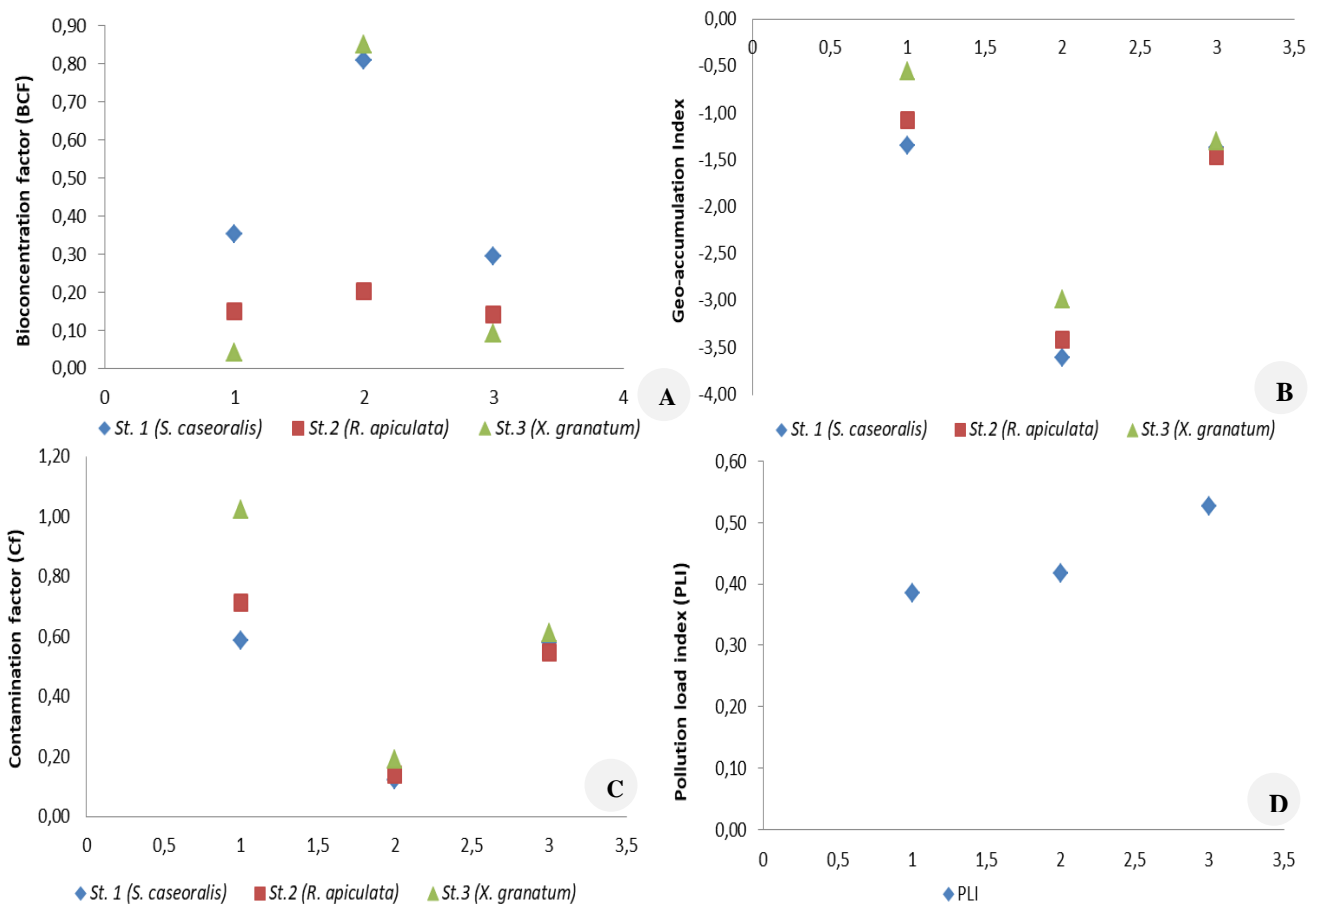 Bioconcentration factor (BCF)
0,90
0,80
0,70
0,60
0,50
0,40
0,30
0,20
0,10
0,00
0 1 2 3 4
A
St. 1 (S. caseoralis) St.2 (R. apiculata) St.3 (X. granatum)
Geo-accumulation Index
0,00
-0,50
-1,00
-1,50
-2,00
-2,50
-3,00
-3,50
-4,00
0 0,5 1 1,5 2 2,5 3 3,5
B
St. 1 (S. caseoralis) St.2 (R. apiculata) St.3 (X. granatum)
Contamination factor (Cf)
1,20
1,00
0,80
0,60
0,40
0,20
0,00
0 0,5 1 1,5 2 2,5 3 3,5
C
St. 1 (S. caseoralis) St.2 (R. apiculata) St.3 (X. granatum)
Pollution load index (PLI)
0,60
0,50
0,40
0,30
0,20
0,10
0,00
0 0,5 1 1,5 2 2,5 3 3,5
D
PLI